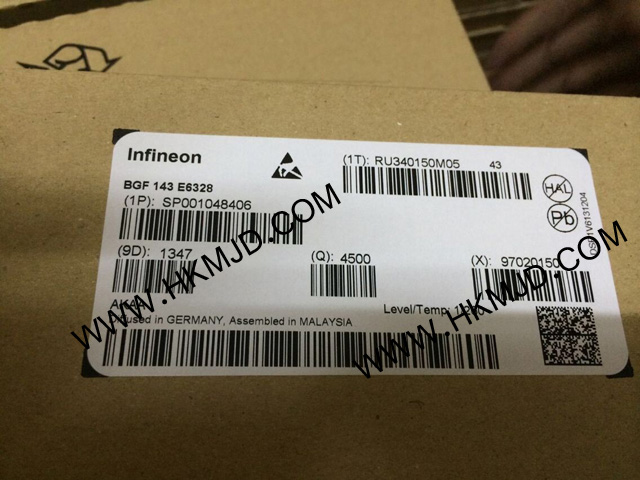 Infineon
(1T): RU340150M05 43
BGF 143 E6328
(1P): SP001048406
HAL
Pb
(9D): 1347
(Q): 4500
(X): 97020150
Level/Temp:
in GERMANY, Assembled in MALAYSIA
WWW.HKMJD.COM
WWW.HKMJD.COM